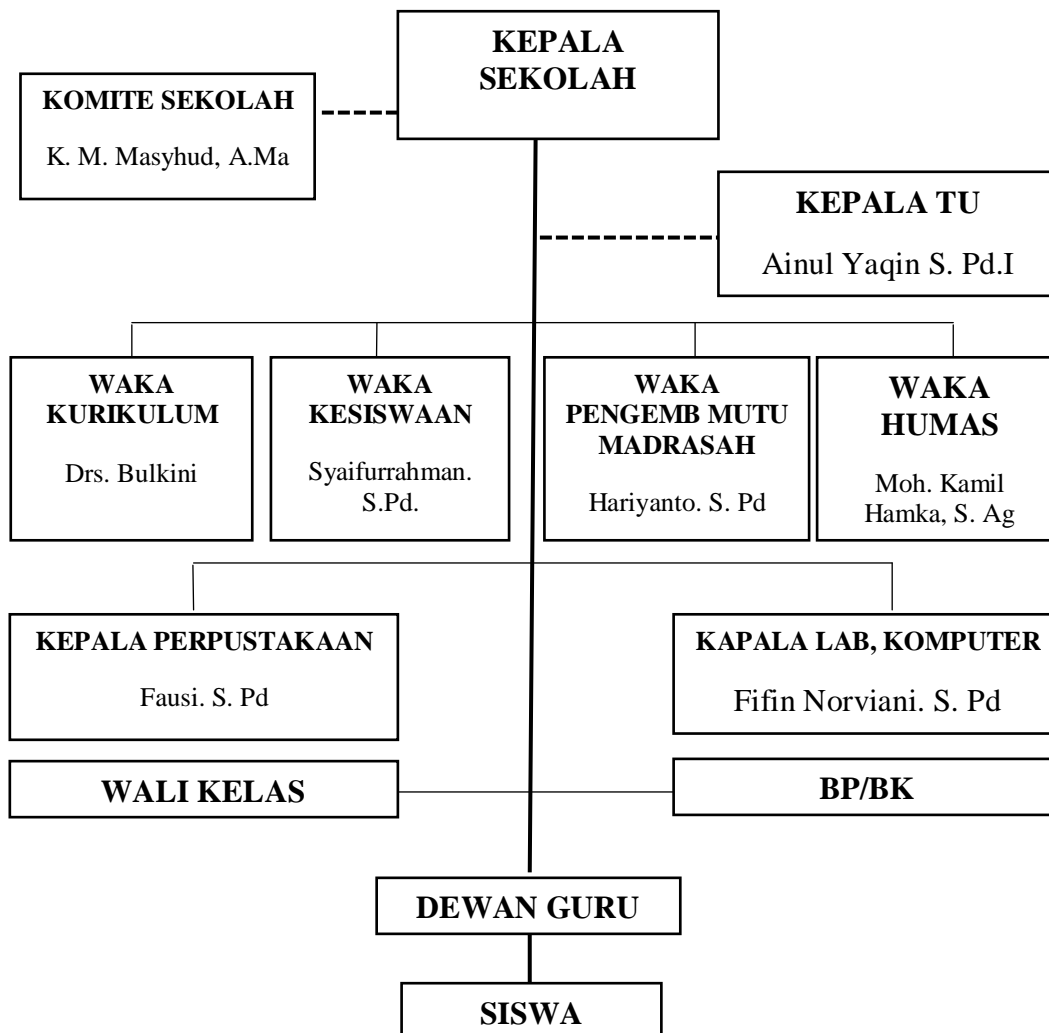 KEPALA
SEKOLAH
KOMITE SEKOLAH
K. M. Masyhud, A.Ma
KEPALA TU
Ainul Yaqin S. Pd.I
WAKA
KURIKULUM
Drs. Bulkini
WAKA
KESISWAAN
Syaifurrahman.
S.Pd.
WAKA
PENGEMB MUTU
MADRASAH
Hariyanto. S. Pd
WAKA
HUMAS
Moh. Kamil
Hamka, S. Ag
KEPALA PERPUSTAKAAN
Fausi. S. Pd
KAPALA LAB, KOMPUTER
Fifin Norviani. S. Pd
WALI KELAS
BP/BK
DEWAN GURU
SISWA